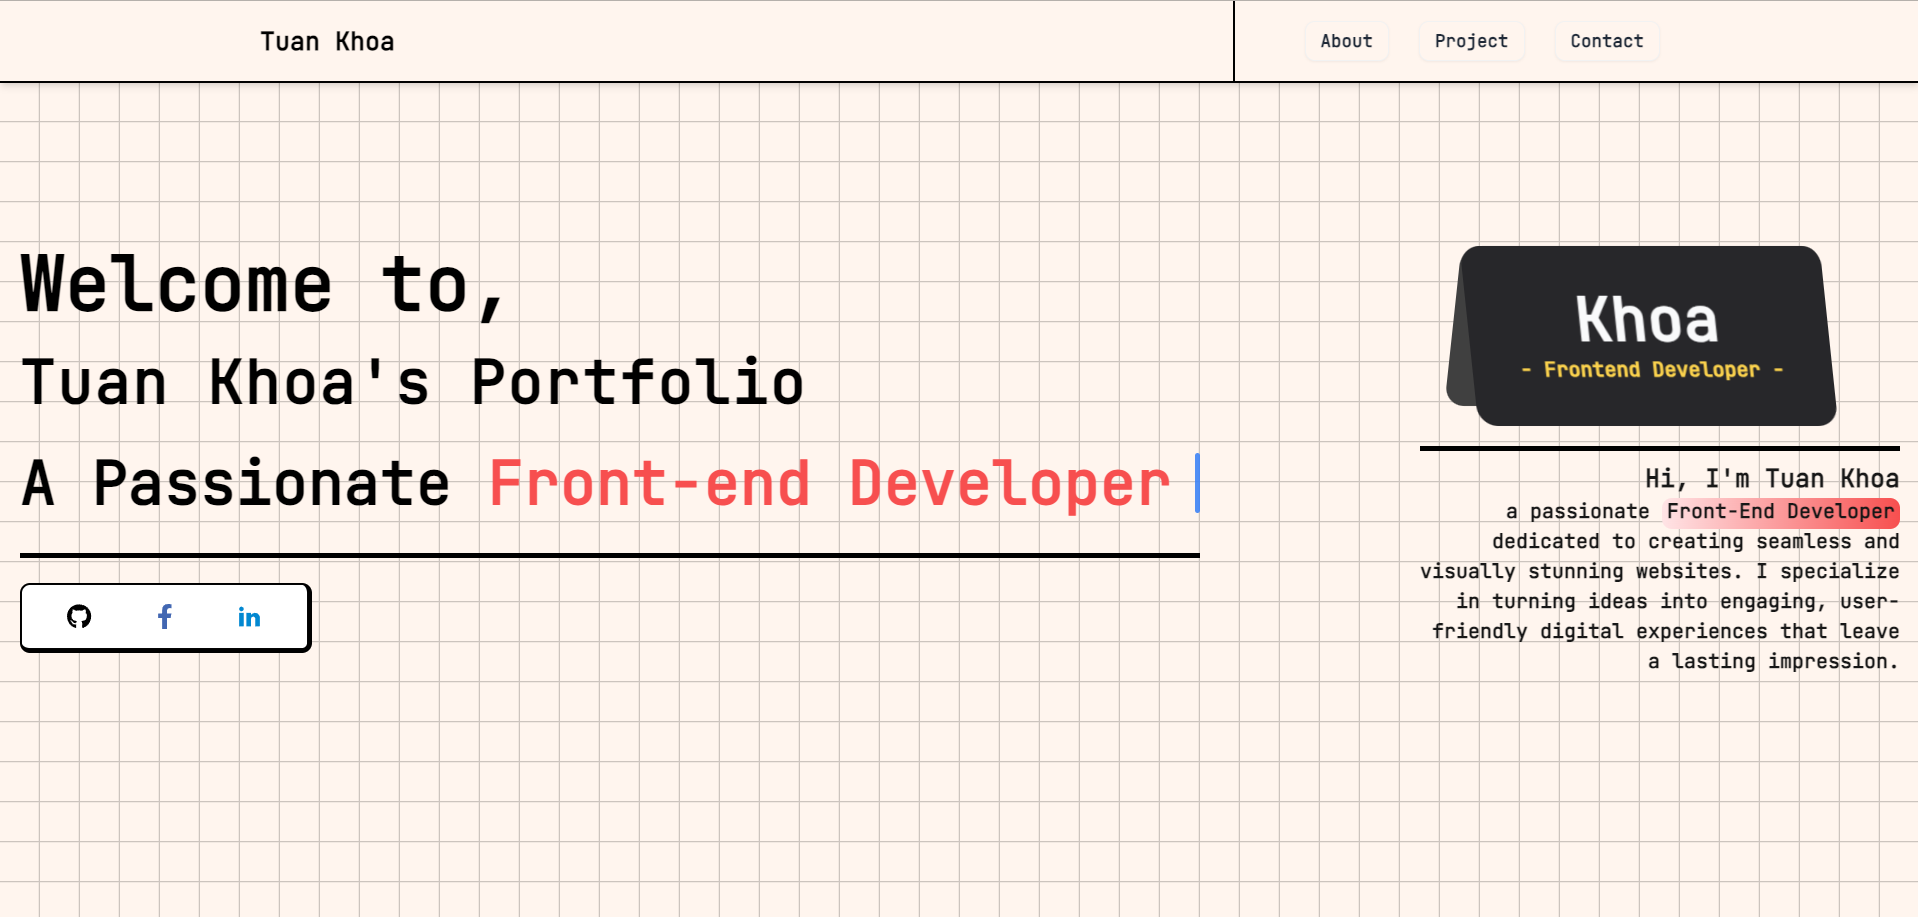 Tuan Khoa
About
Project
Contact
Welcome to,
Tuan Khoa's Portfolio
A Passionate Front-end Developer
Khoa
- Frontend Developer -
Hi, I'm Tuan Khoa
a passionate Front-End Developer
dedicated to creating seamless and
visually stunning websites. I specialize
in turning ideas into engaging, user-
friendly digital experiences that leave
a lasting impression.